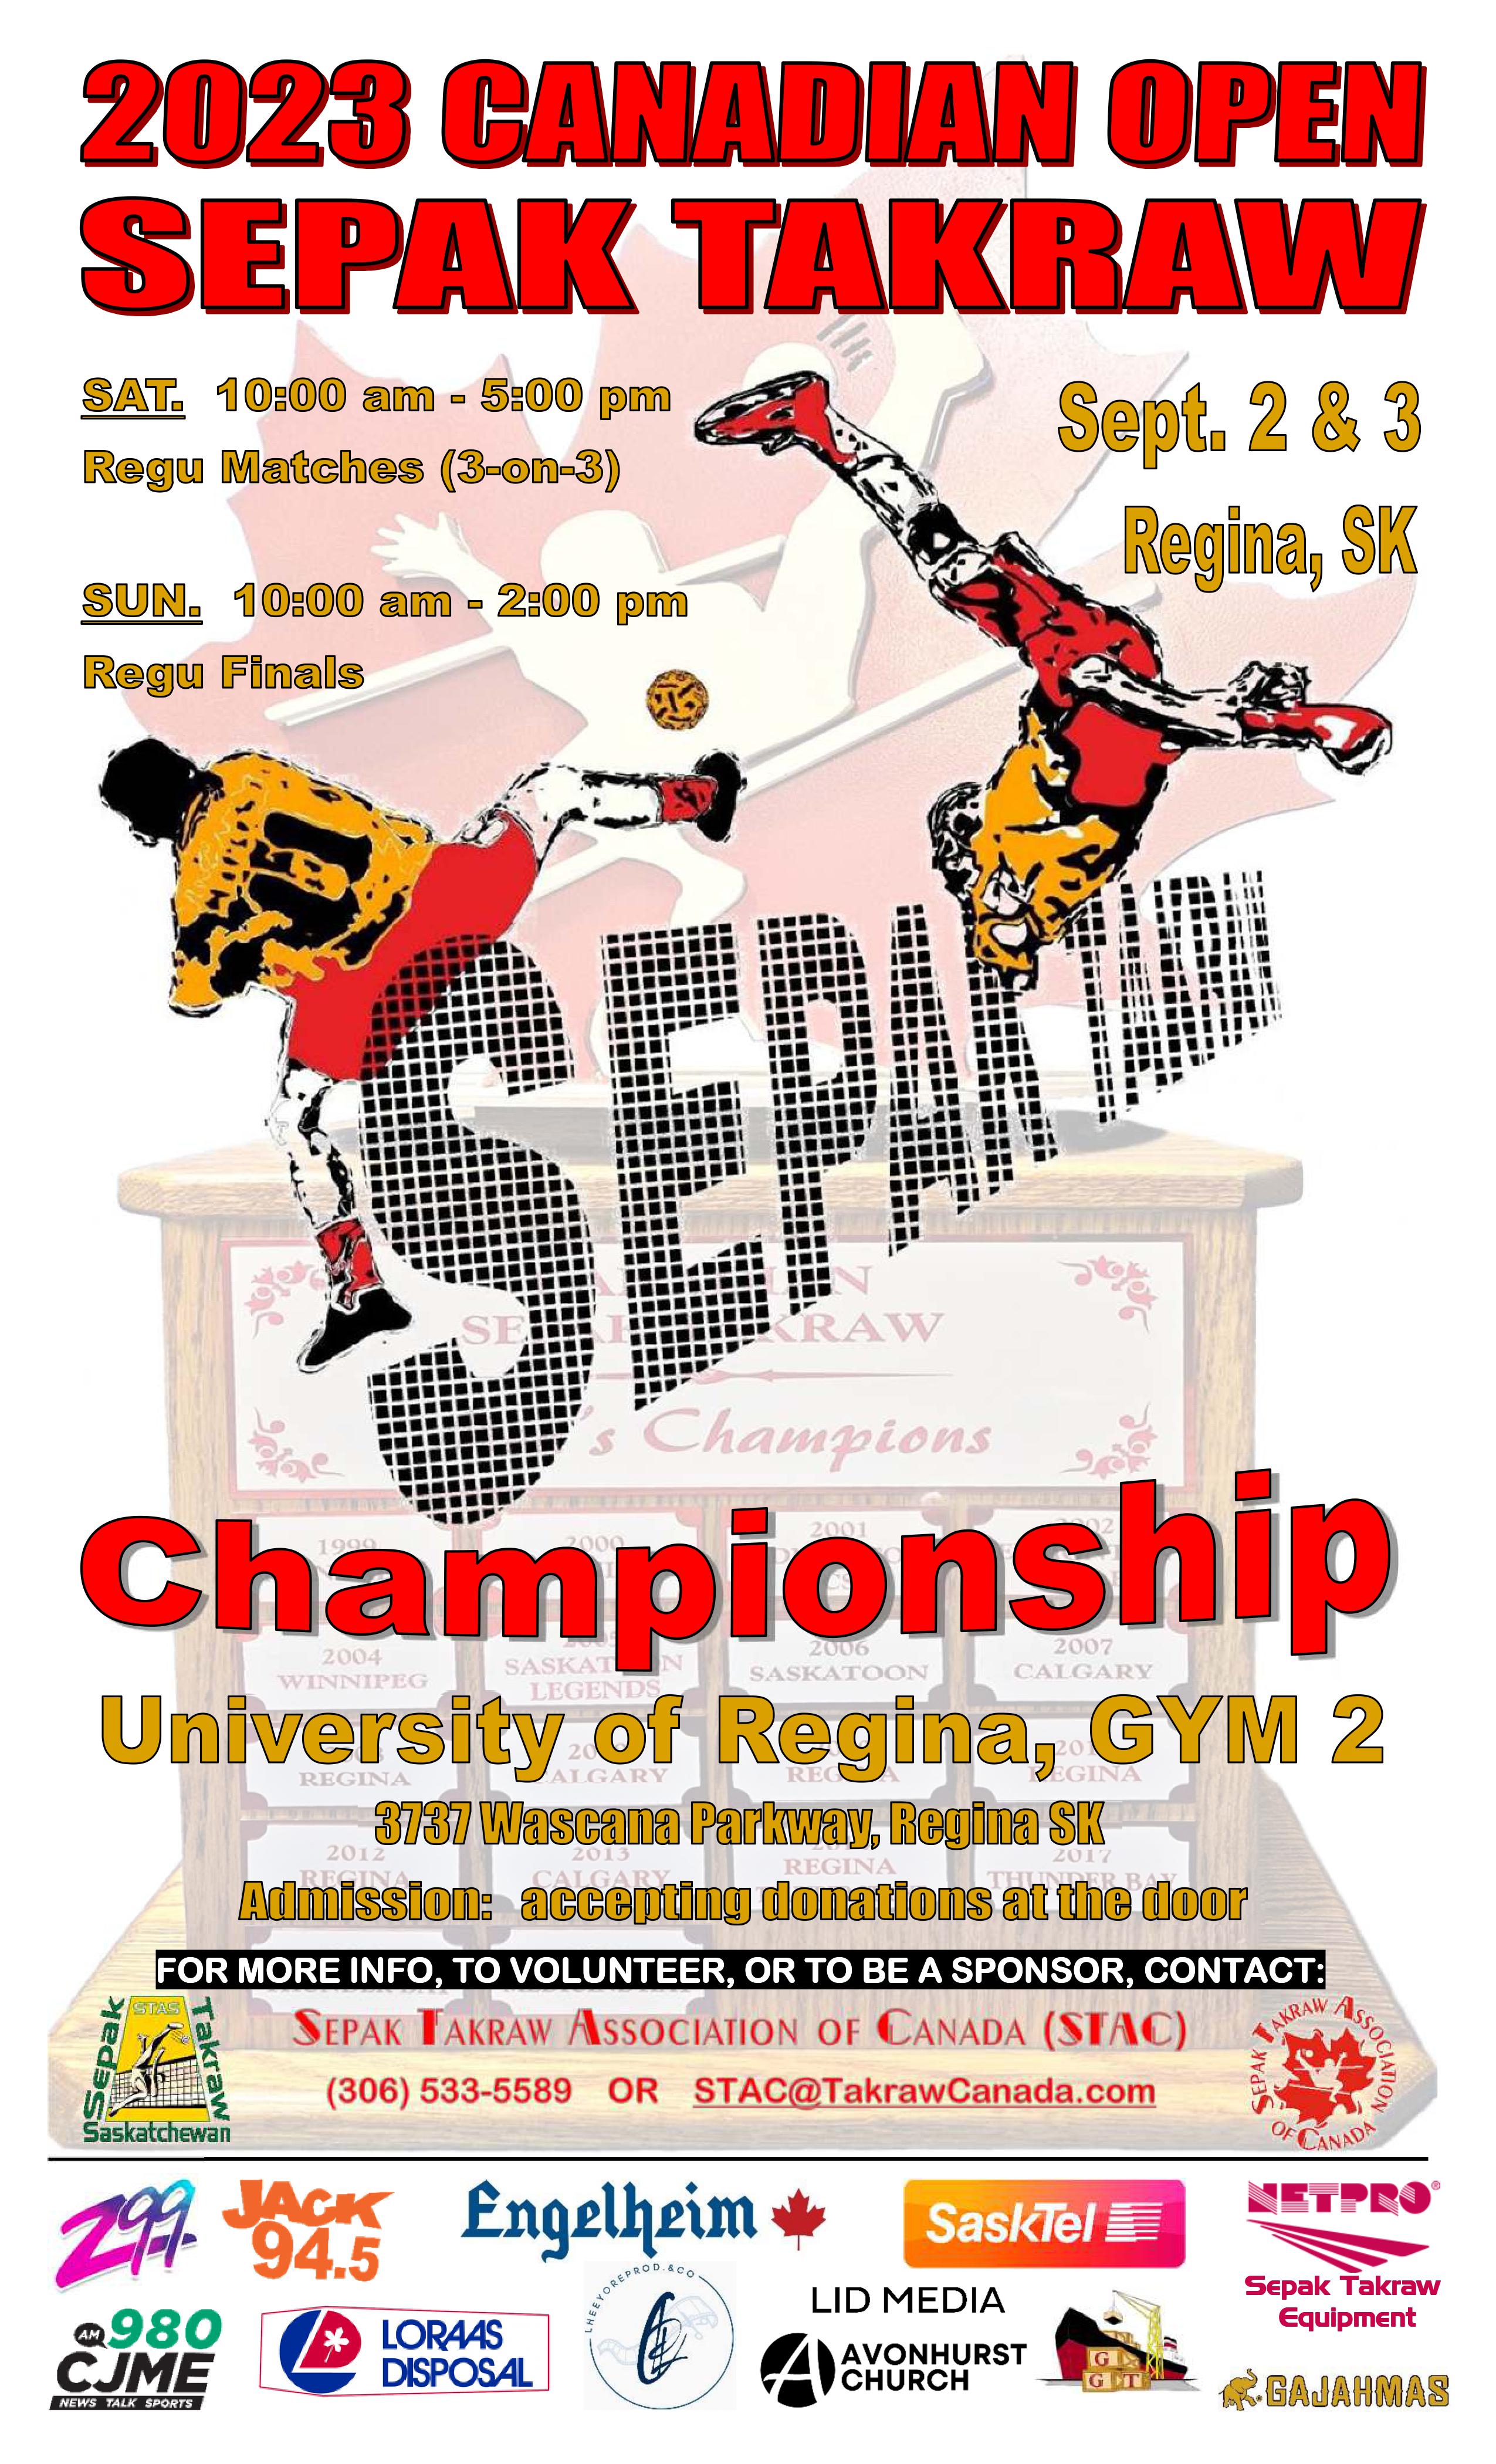 2023 CANADIAN OPEN
SEPAK TAKRAW
SAT. 10:00 am - 5:00 pm
Regu Matches (3-on-3)
Sept. 2 & 3
Regina, SK
SUN. 10:00 am - 2:00 pm
Regu Finals
SEPAK
's Champions
Championship
1999
2000
2001
2004
WINNIPEG
SASKATOON
LEGENDS
2006
SASKATOON
2007
CALGARY
University of Regina, GYM 2
REGINA
CALGARY
REGINA
REGINA
3737 Wascana Parkway, Regina SK
2012
REGINA
2013
CALGARY
REGINA
2017
THUNDER BAY
Admission: accepting donations at the door
FOR MORE INFO, TO VOLUNTEER, OR TO BE A SPONSOR, CONTACT:
STAS
Sepak Takraw
Saskatchewan
SEPAK TAKRAW ASSOCIATION OF CANADA (STAC)
(306) 533-5589 OR STAC@TakrawCanada.com
SEPAK TAKRAW ASSOCIATION
OF CANADA
Z99
JACK
94.5
Engelheim
SaskTel
NETPRO®
Sepak Takraw
Equipment
AM 980
CJME
NEWS TALK SPORTS
LORAAS
DISPOSAL
LHEEYOREPROD.&CO
LID MEDIA
AVONHURST
CHURCH
G
G T
GAJAHMAS